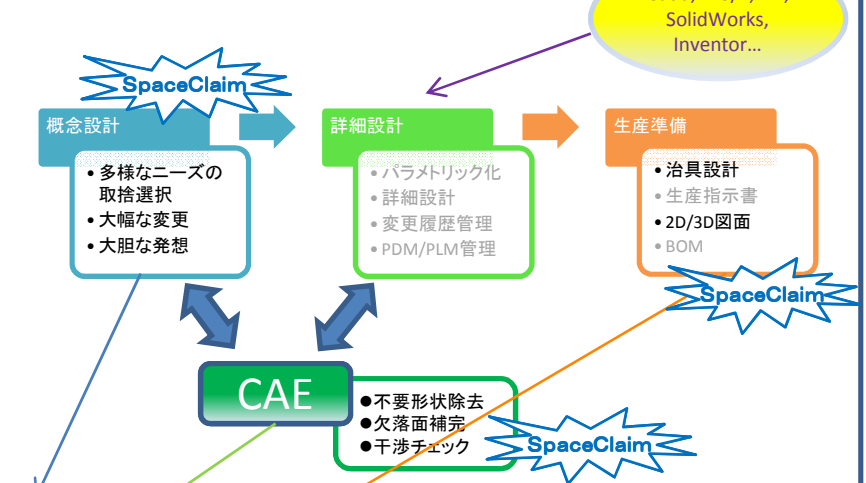 SolidWorks,
Inventor…
SpaceClaim
概念設計
詳細設計
生産準備
•多様なニーズの
取捨選択
•大幅な変更
•大胆な発想
•パラメトリック化
•詳細設計
•変更履歴管理
•PDM/PLM管理
•治具設計
•生産指示書
•2D/3D図面
•BOM
SpaceClaim
CAE
●不要形状除去
●欠落面補完
●干渉チェック
SpaceClaim